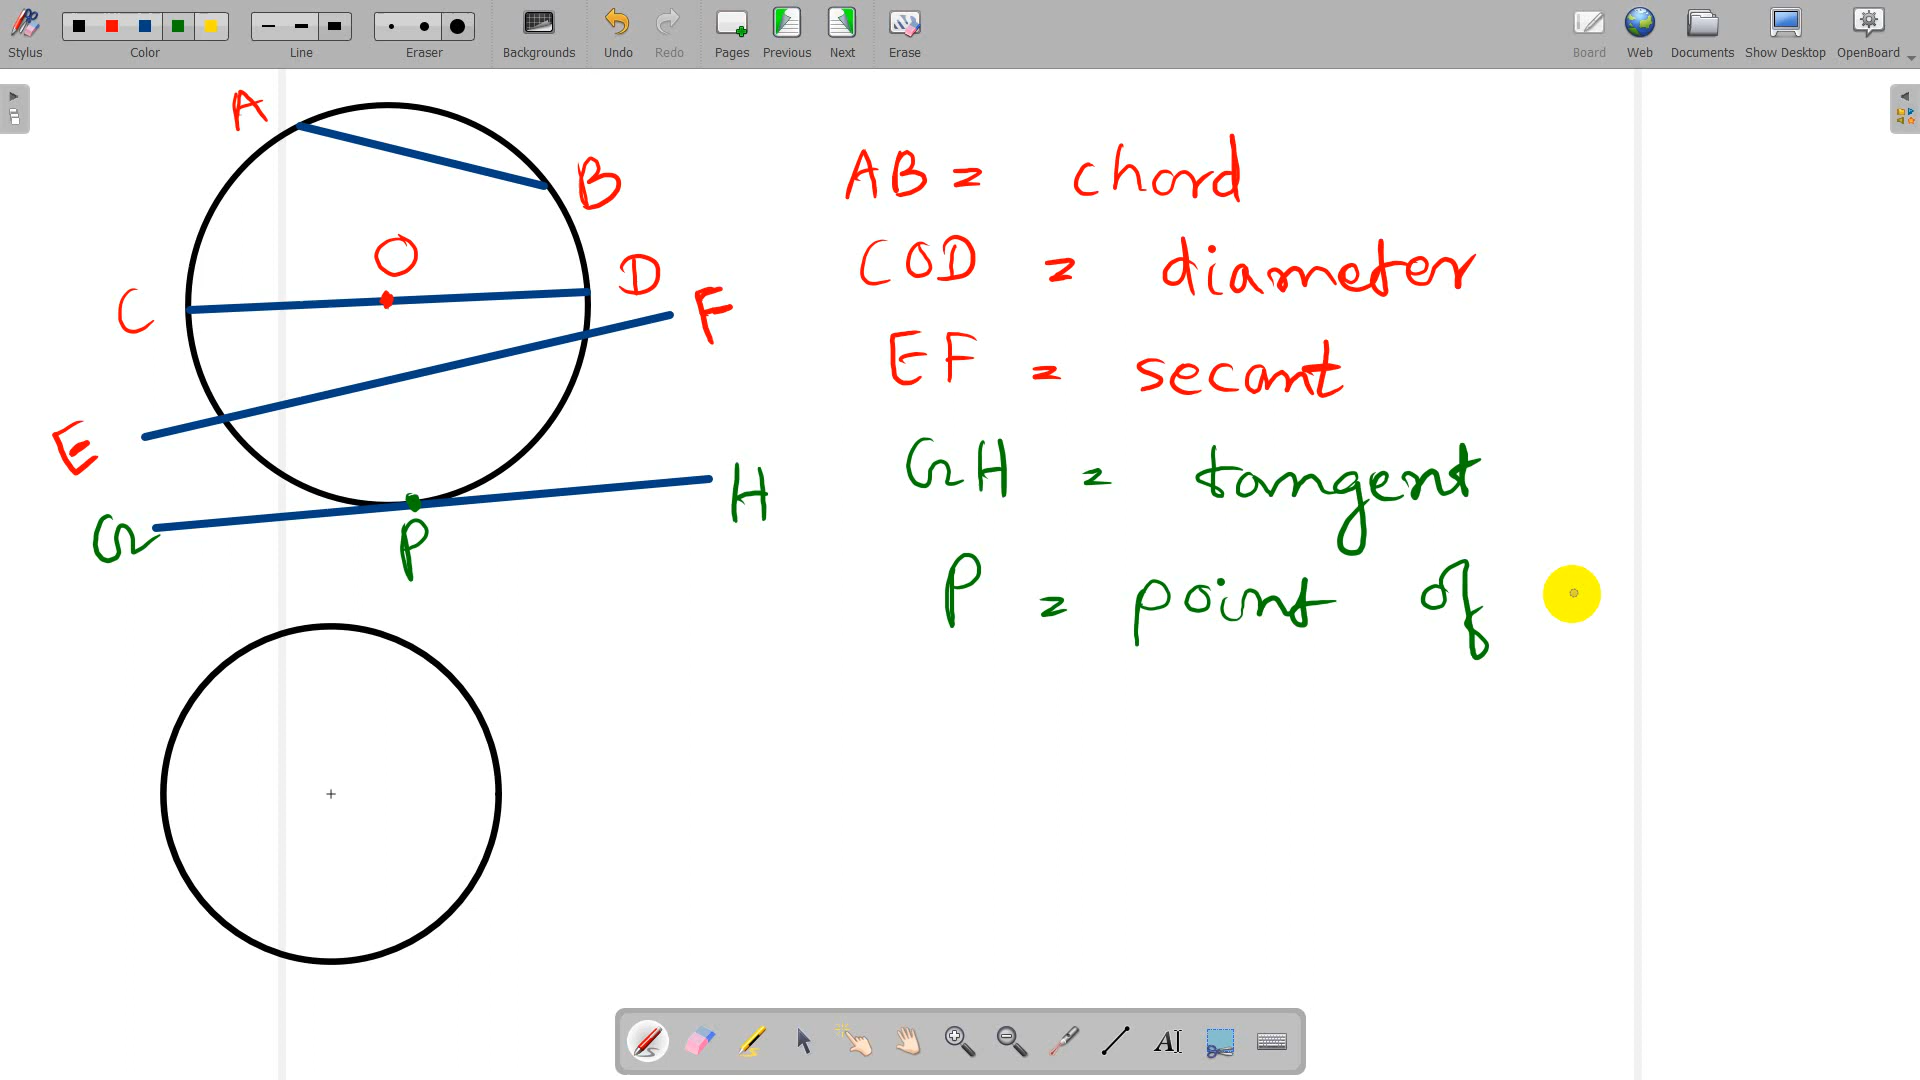 Stylus Color Line Eraser Backgrounds Undo Redo Pages Previous Next Erase Board Web Documents Show Desktop OpenBoard
A
B
O
C
D
F
E
H
G
P
AB = chord
COD = diameter
EF = secant
GH = tangent
P = point of